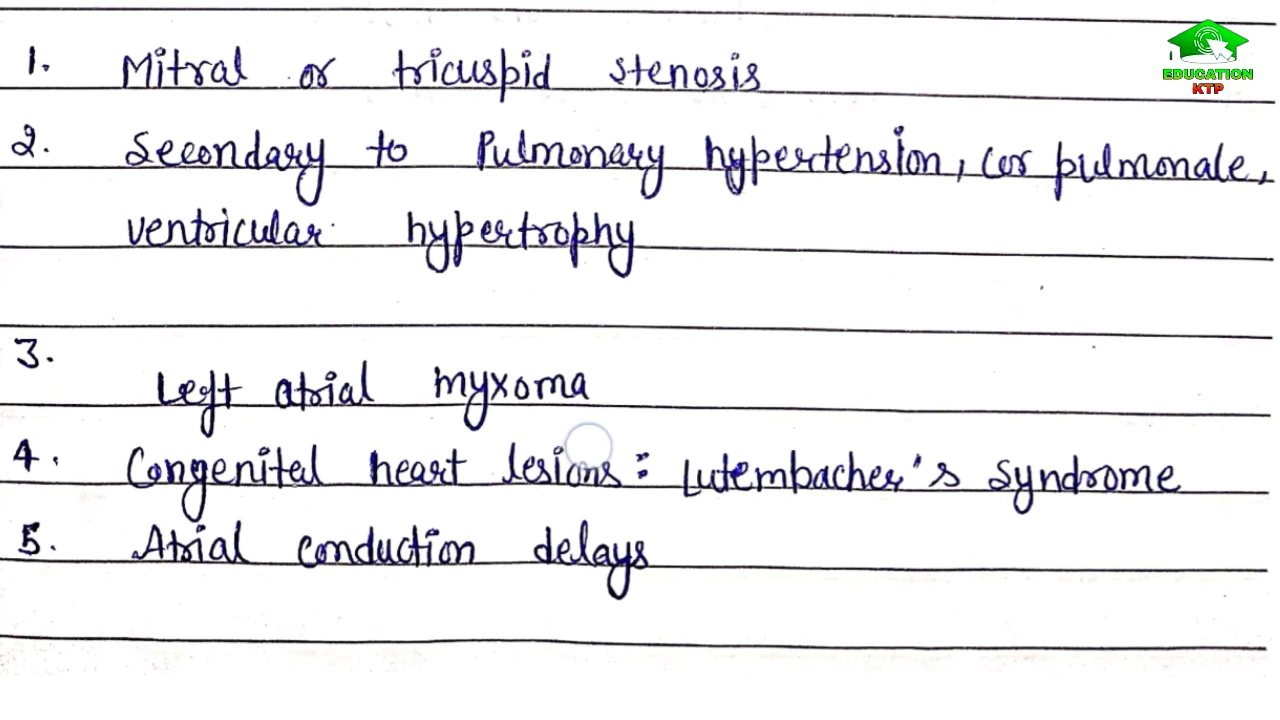 EDUCATION
KTP
1. Mitral or tricuspid stenosis
2. Secondary to Pulmonary hypertension, cor pulmonale,
ventricular hypertrophy
3.
Left atrial myxoma
4. Congenital heart lesions : Lutembacher's syndrome
5. Atrial conduction delays